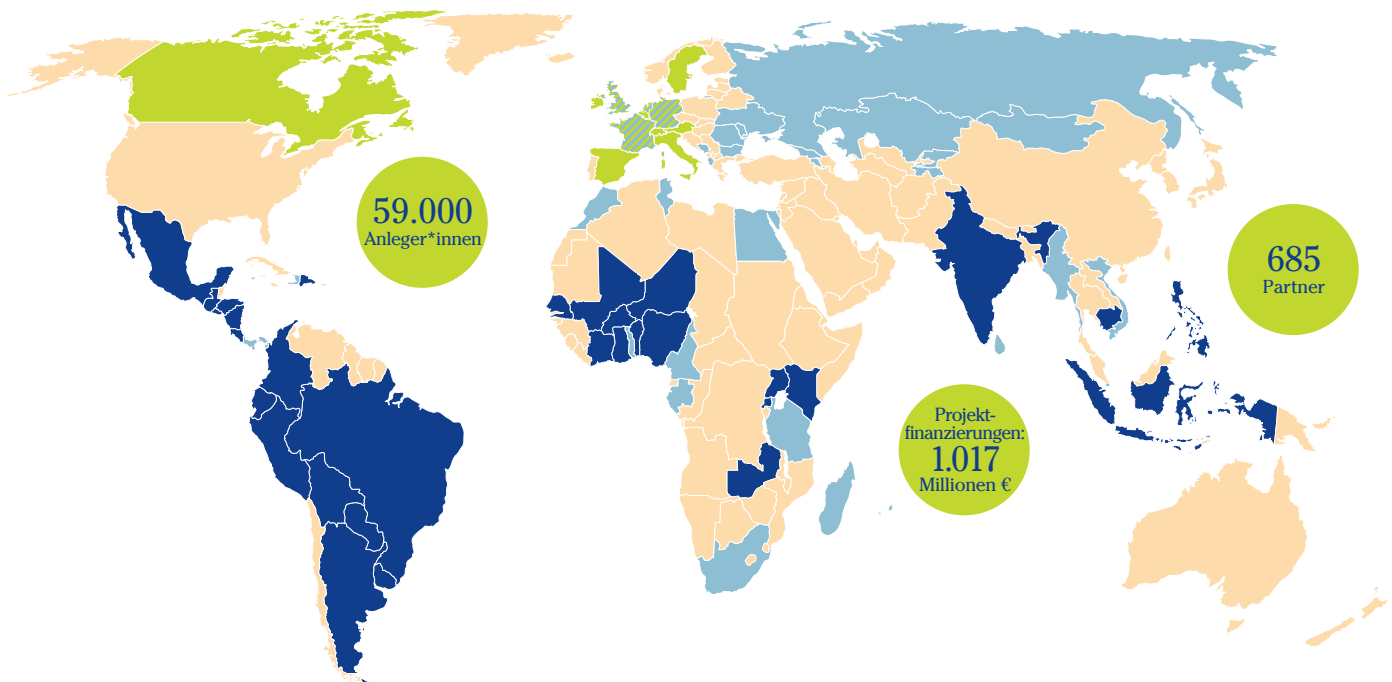 59.000
Anleger*innen
685
Partner
Projekt-
finanzierungen:
1.017
Millionen €